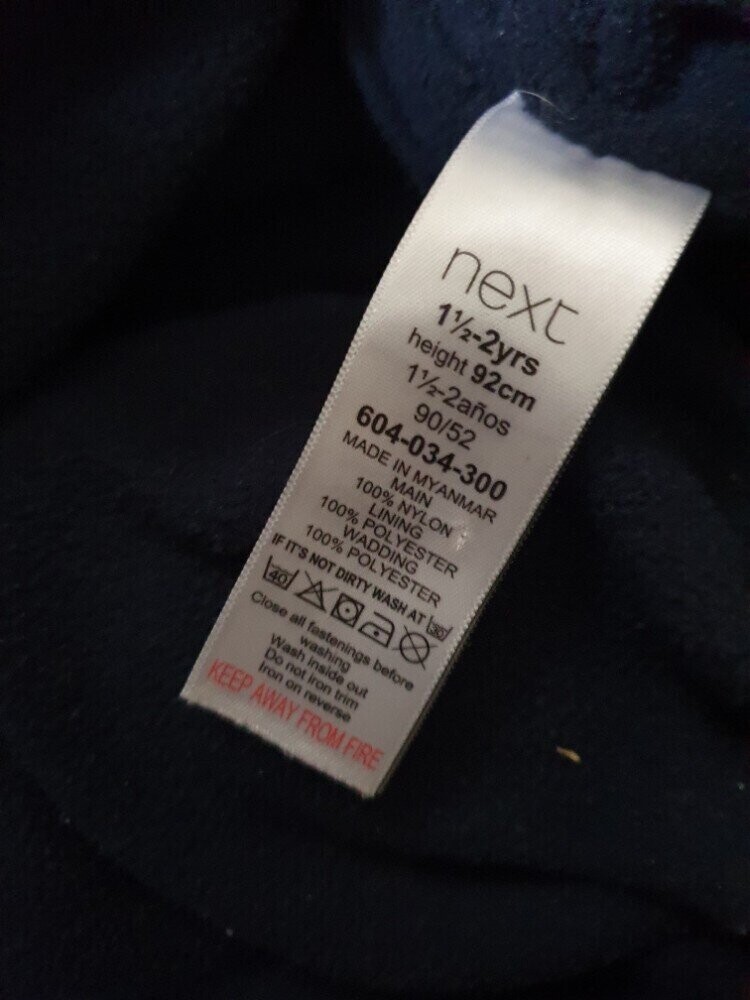 next
1½-2yrs
height 92cm
1½-2años
90/52
604-034-300
MADE IN MYANMAR
MAIN
100% NYLON
LINING
100% POLYESTER
WADDING
100% POLYESTER
IF IT'S NOT DIRTY WASH AT 30
40
Close all fastenings before
washing
Wash inside out
Do not iron trim
Iron on reverse
KEEP AWAY FROM FIRE